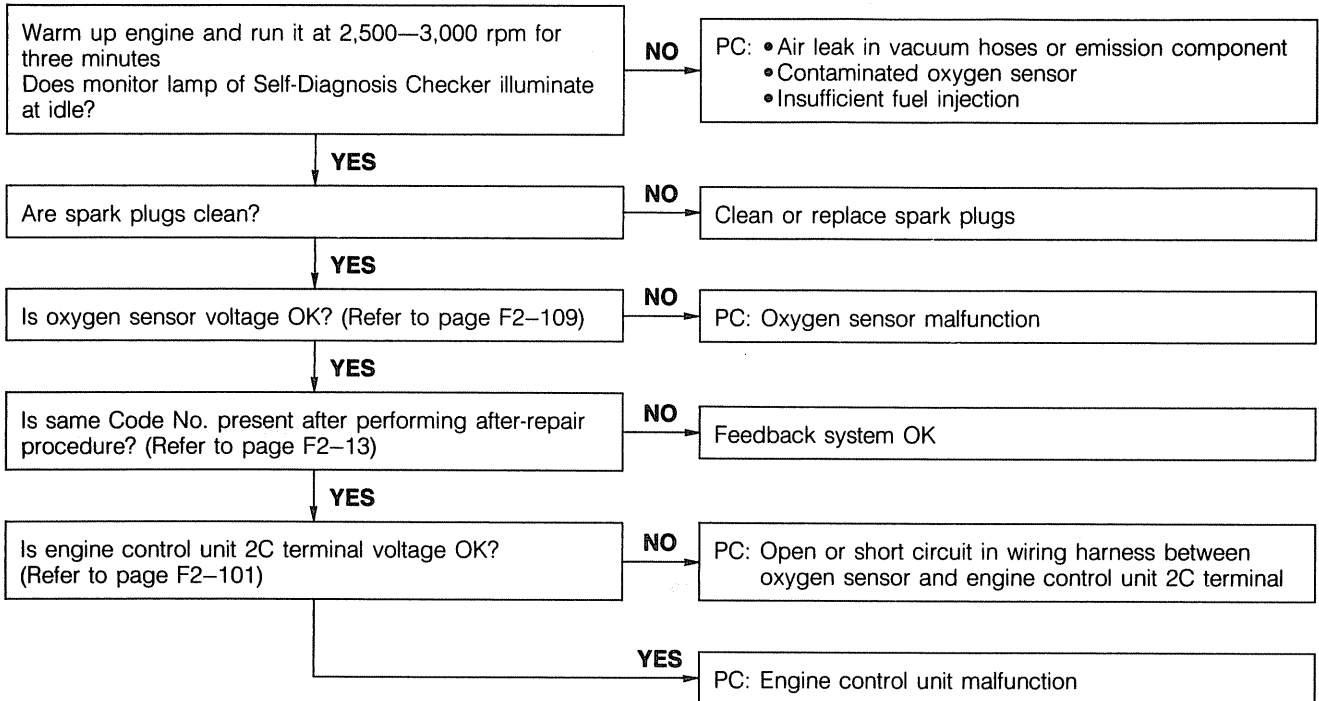 Warm up engine and run it at 2,500—3,000 rpm for
three minutes
Does monitor lamp of Self-Diagnosis Checker illuminate
at idle?
NO
PC: • Air leak in vacuum hoses or emission component
• Contaminated oxygen sensor
• Insufficient fuel injection
YES
Are spark plugs clean?
NO
Clean or replace spark plugs
YES
Is oxygen sensor voltage OK? (Refer to page F2–109)
NO
PC: Oxygen sensor malfunction
YES
Is same Code No. present after performing after-repair
procedure? (Refer to page F2–13)
NO
Feedback system OK
YES
Is engine control unit 2C terminal voltage OK?
(Refer to page F2–101)
NO
PC: Open or short circuit in wiring harness between
oxygen sensor and engine control unit 2C terminal
YES
PC: Engine control unit malfunction